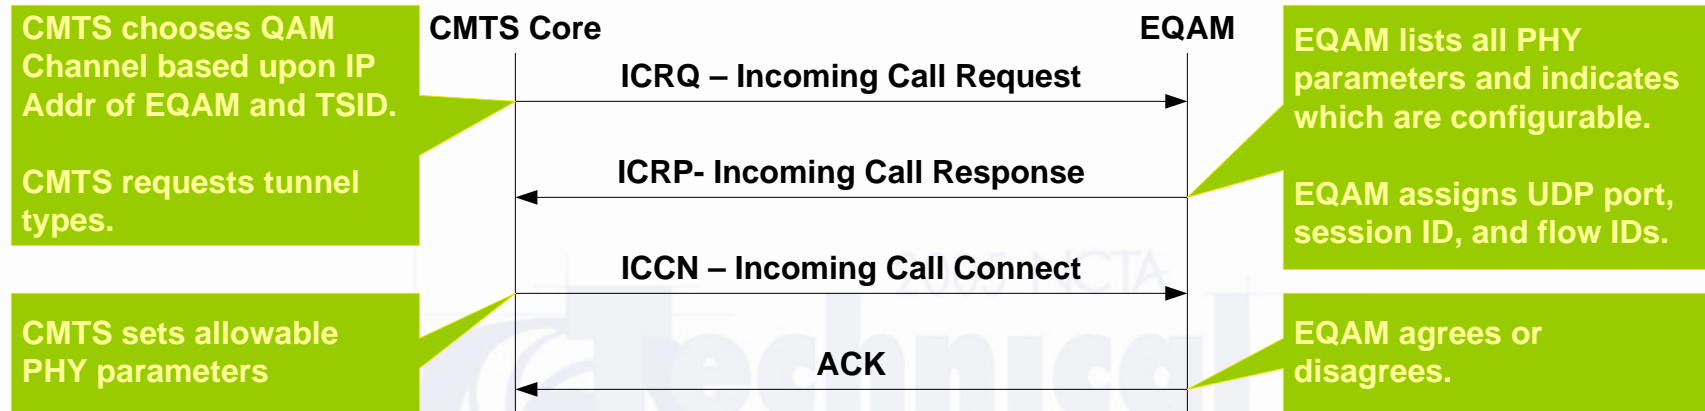 CMTS chooses QAM
Channel based upon IP
Addr of EQAM and TSID.
CMTS requests tunnel
types.
CMTS Core
EQAM
ICRQ – Incoming Call Request
EQAM lists all PHY
parameters and indicates
which are configurable.
EQAM assigns UDP port,
session ID, and flow IDs.
ICRP- Incoming Call Response
ICCN – Incoming Call Connect
2005 NCTA
Technical
CMTS sets allowable
PHY parameters
ACK
EQAM agrees or
disagrees.